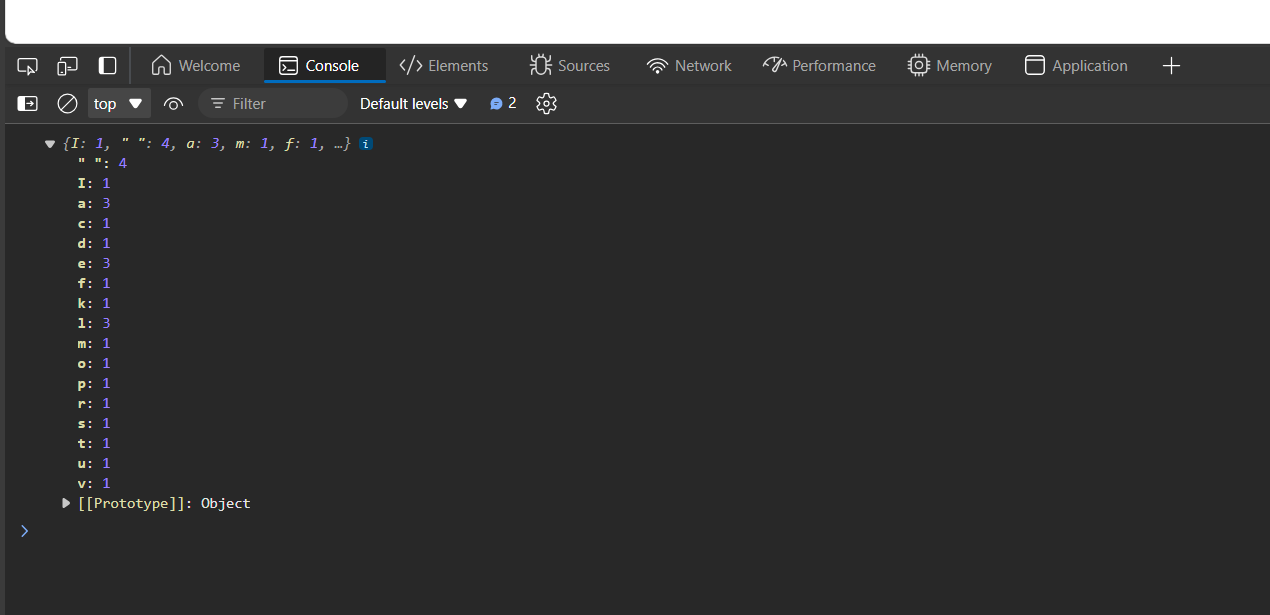 Welcome Console Elements Sources Network Performance Memory Application
top Filter Default levels 2
{I: 1, " ": 4, a: 3, m: 1, f: 1, …} i
" ": 4
I: 1
a: 3
c: 1
d: 1
e: 3
f: 1
k: 1
l: 3
m: 1
o: 1
p: 1
r: 1
s: 1
t: 1
u: 1
v: 1
[[Prototype]]: Object